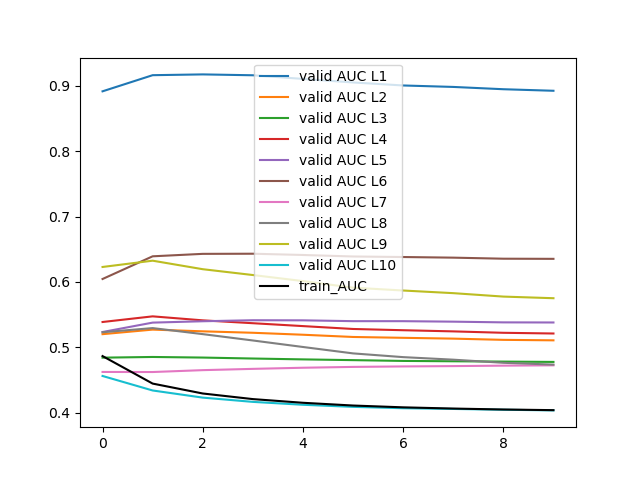 0.9
0.8
0.7
0.6
0.5
0.4
0
2
4
6
8
valid AUC L1
valid AUC L2
valid AUC L3
valid AUC L4
valid AUC L5
valid AUC L6
valid AUC L7
valid AUC L8
valid AUC L9
valid AUC L10
train_AUC